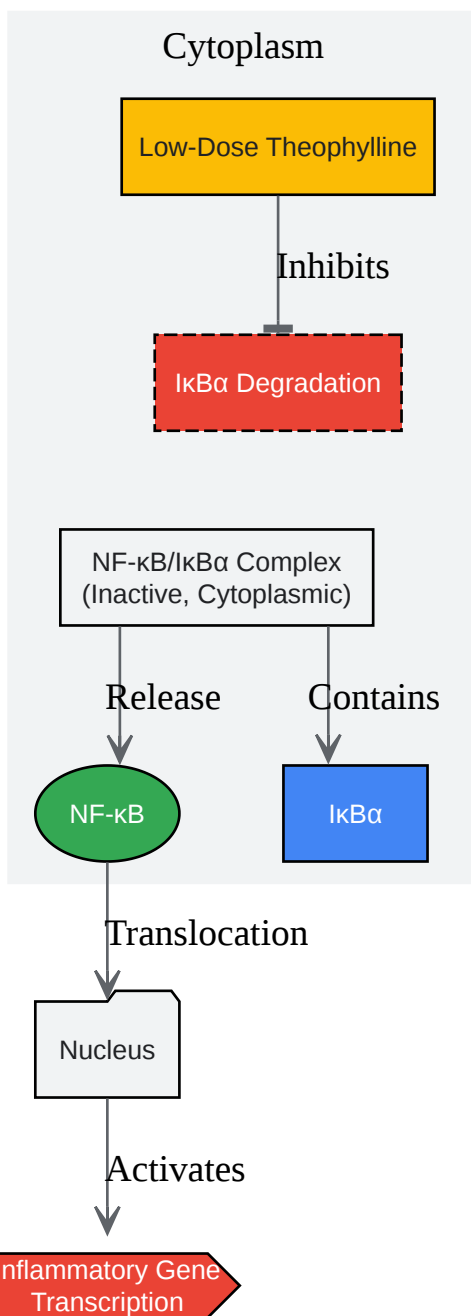 Cytoplasm
Low-Dose Theophylline
Inhibits
IκBα Degradation
NF-κB/IκBα Complex
(Inactive, Cytoplasmic)
Release
Contains
NF-κB
IκBα
Translocation
Nucleus
Activates
nflammatory Gene
Transcription